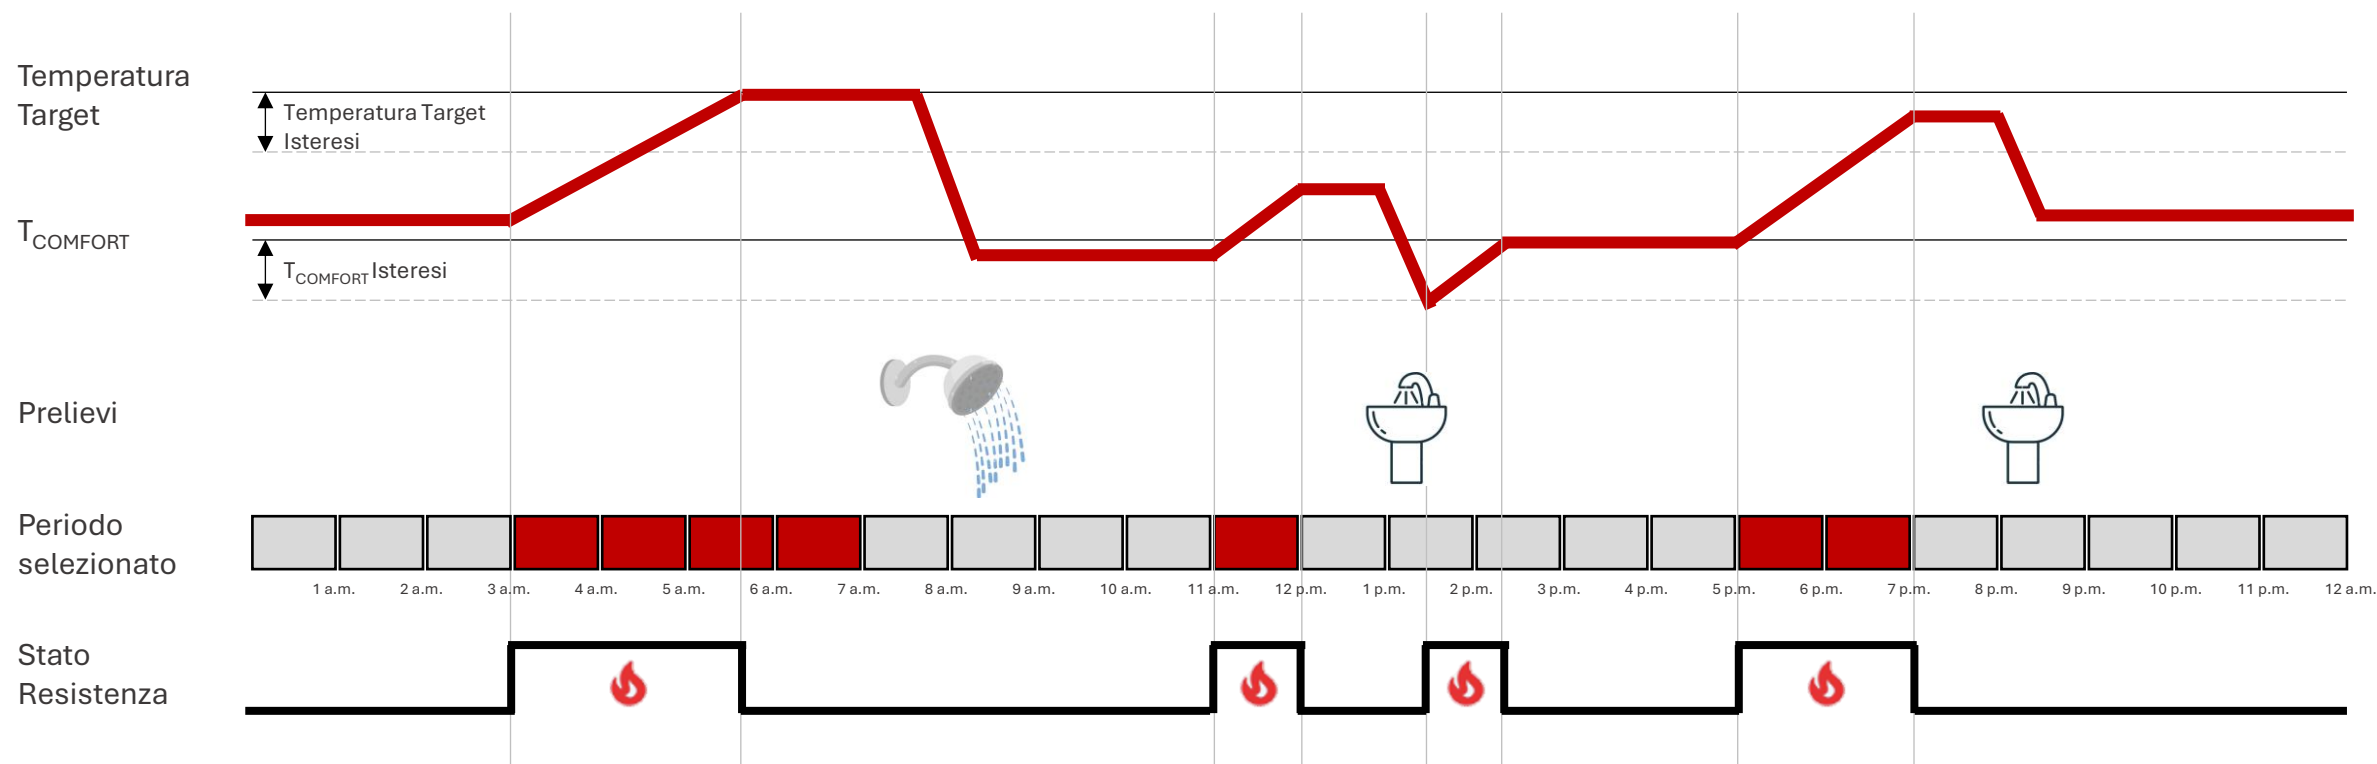 Temperatura
Target
Temperatura Target
Isteresi
TCOMFORT
TCOMFORT Isteresi
Prelievi
Periodo
selezionato
1 a.m. 2 a.m. 3 a.m. 4 a.m. 5 a.m. 6 a.m. 7 a.m. 8 a.m. 9 a.m. 10 a.m. 11 a.m. 12 p.m. 1 p.m. 2 p.m. 3 p.m. 4 p.m. 5 p.m. 6 p.m. 7 p.m. 8 p.m. 9 p.m. 10 p.m. 11 p.m. 12 a.m.
Stato
Resistenza